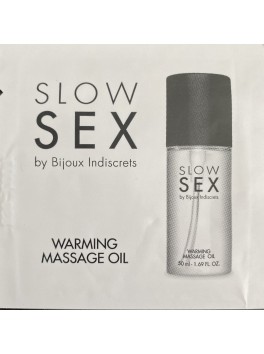 SLOW
SEX
by Bijoux Indiscrets
WARMING
MASSAGE OIL
SLOW
SEX
by Bijoux Indiscrets
WARMING
MASSAGE OIL
50 ml · 1.69 FL. OZ.